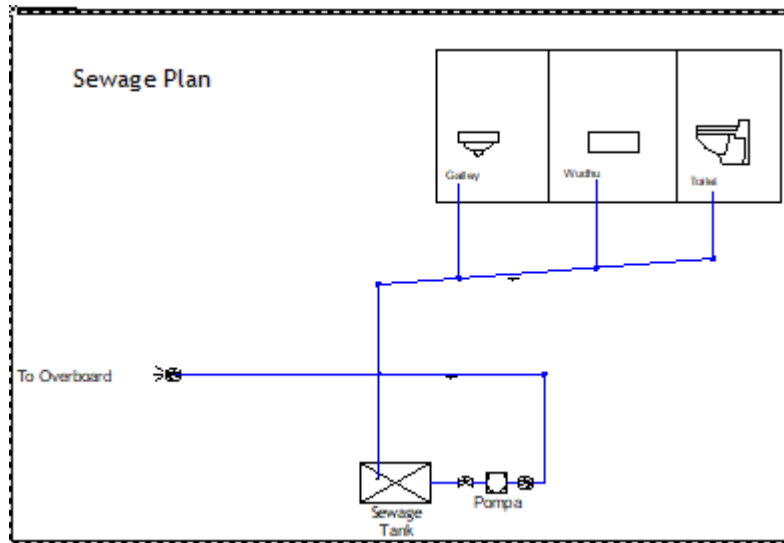 Sewage Plan
Galley
Wudhu
Toilet
To Overboard
Sewage
Tank
Pompa